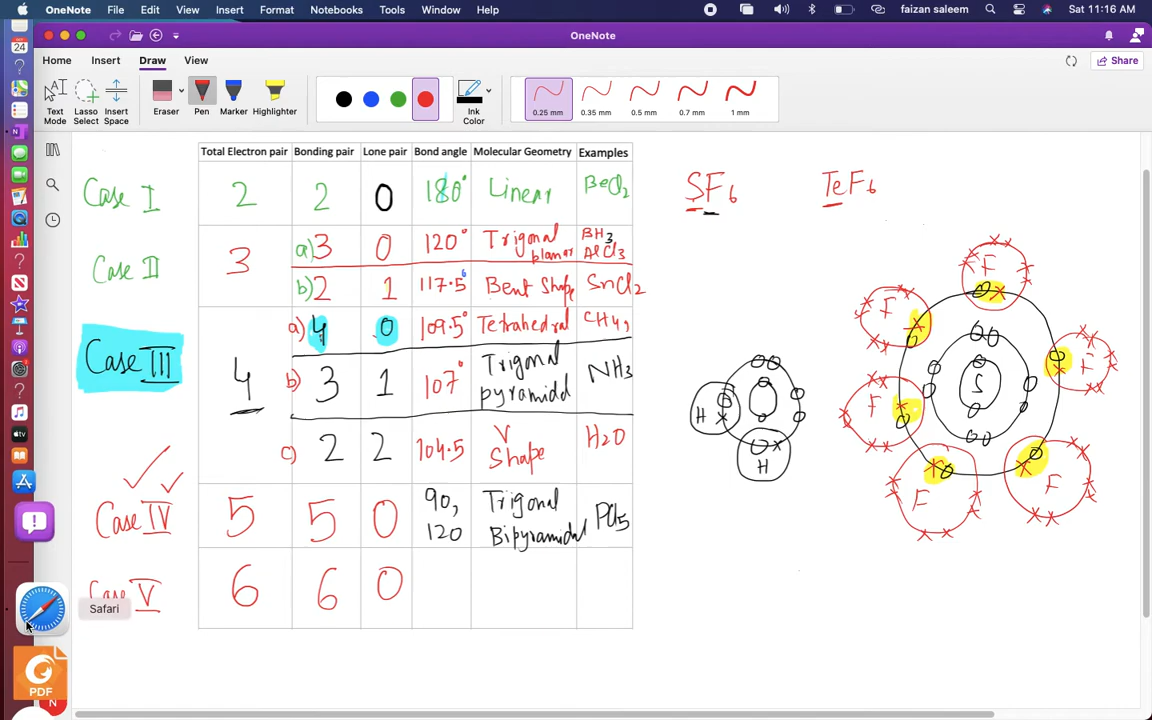 OneNote File Edit View Insert Format Notebooks Tools Window Help faizan saleem Sat 11:16 AM
24
OneNote
Home Insert Draw View
Share
Text Mode
Lasso Select
Insert Space
Eraser
Pen
Marker
Highlighter
Ink Color
0.25 mm
0.35 mm
0.5 mm
0.7 mm
1 mm
Total Electron pair Bonding pair Lone pair Bond angle Molecular Geometry Examples
Case I 2 2 0 180° Linear BeCl2
Case II 3 a) 3 0 120° Trigonal planar BH3 AlCl3
b) 2 1 117.5° Bent Shape SnCl2
Case III 4 a) 4 0 109.5° Tetrahedral CH4,
b) 3 1 107° Trigonal pyramidd NH3
c) 2 2 104.5 V Shape H2O
Case IV 5 5 0 90, 120 Trigonal Bipyramidal PCl5
Case V 6 6 0
SF6 TeF6
F
F
F
F
F
F
S
H
H
Safari
PDF
N